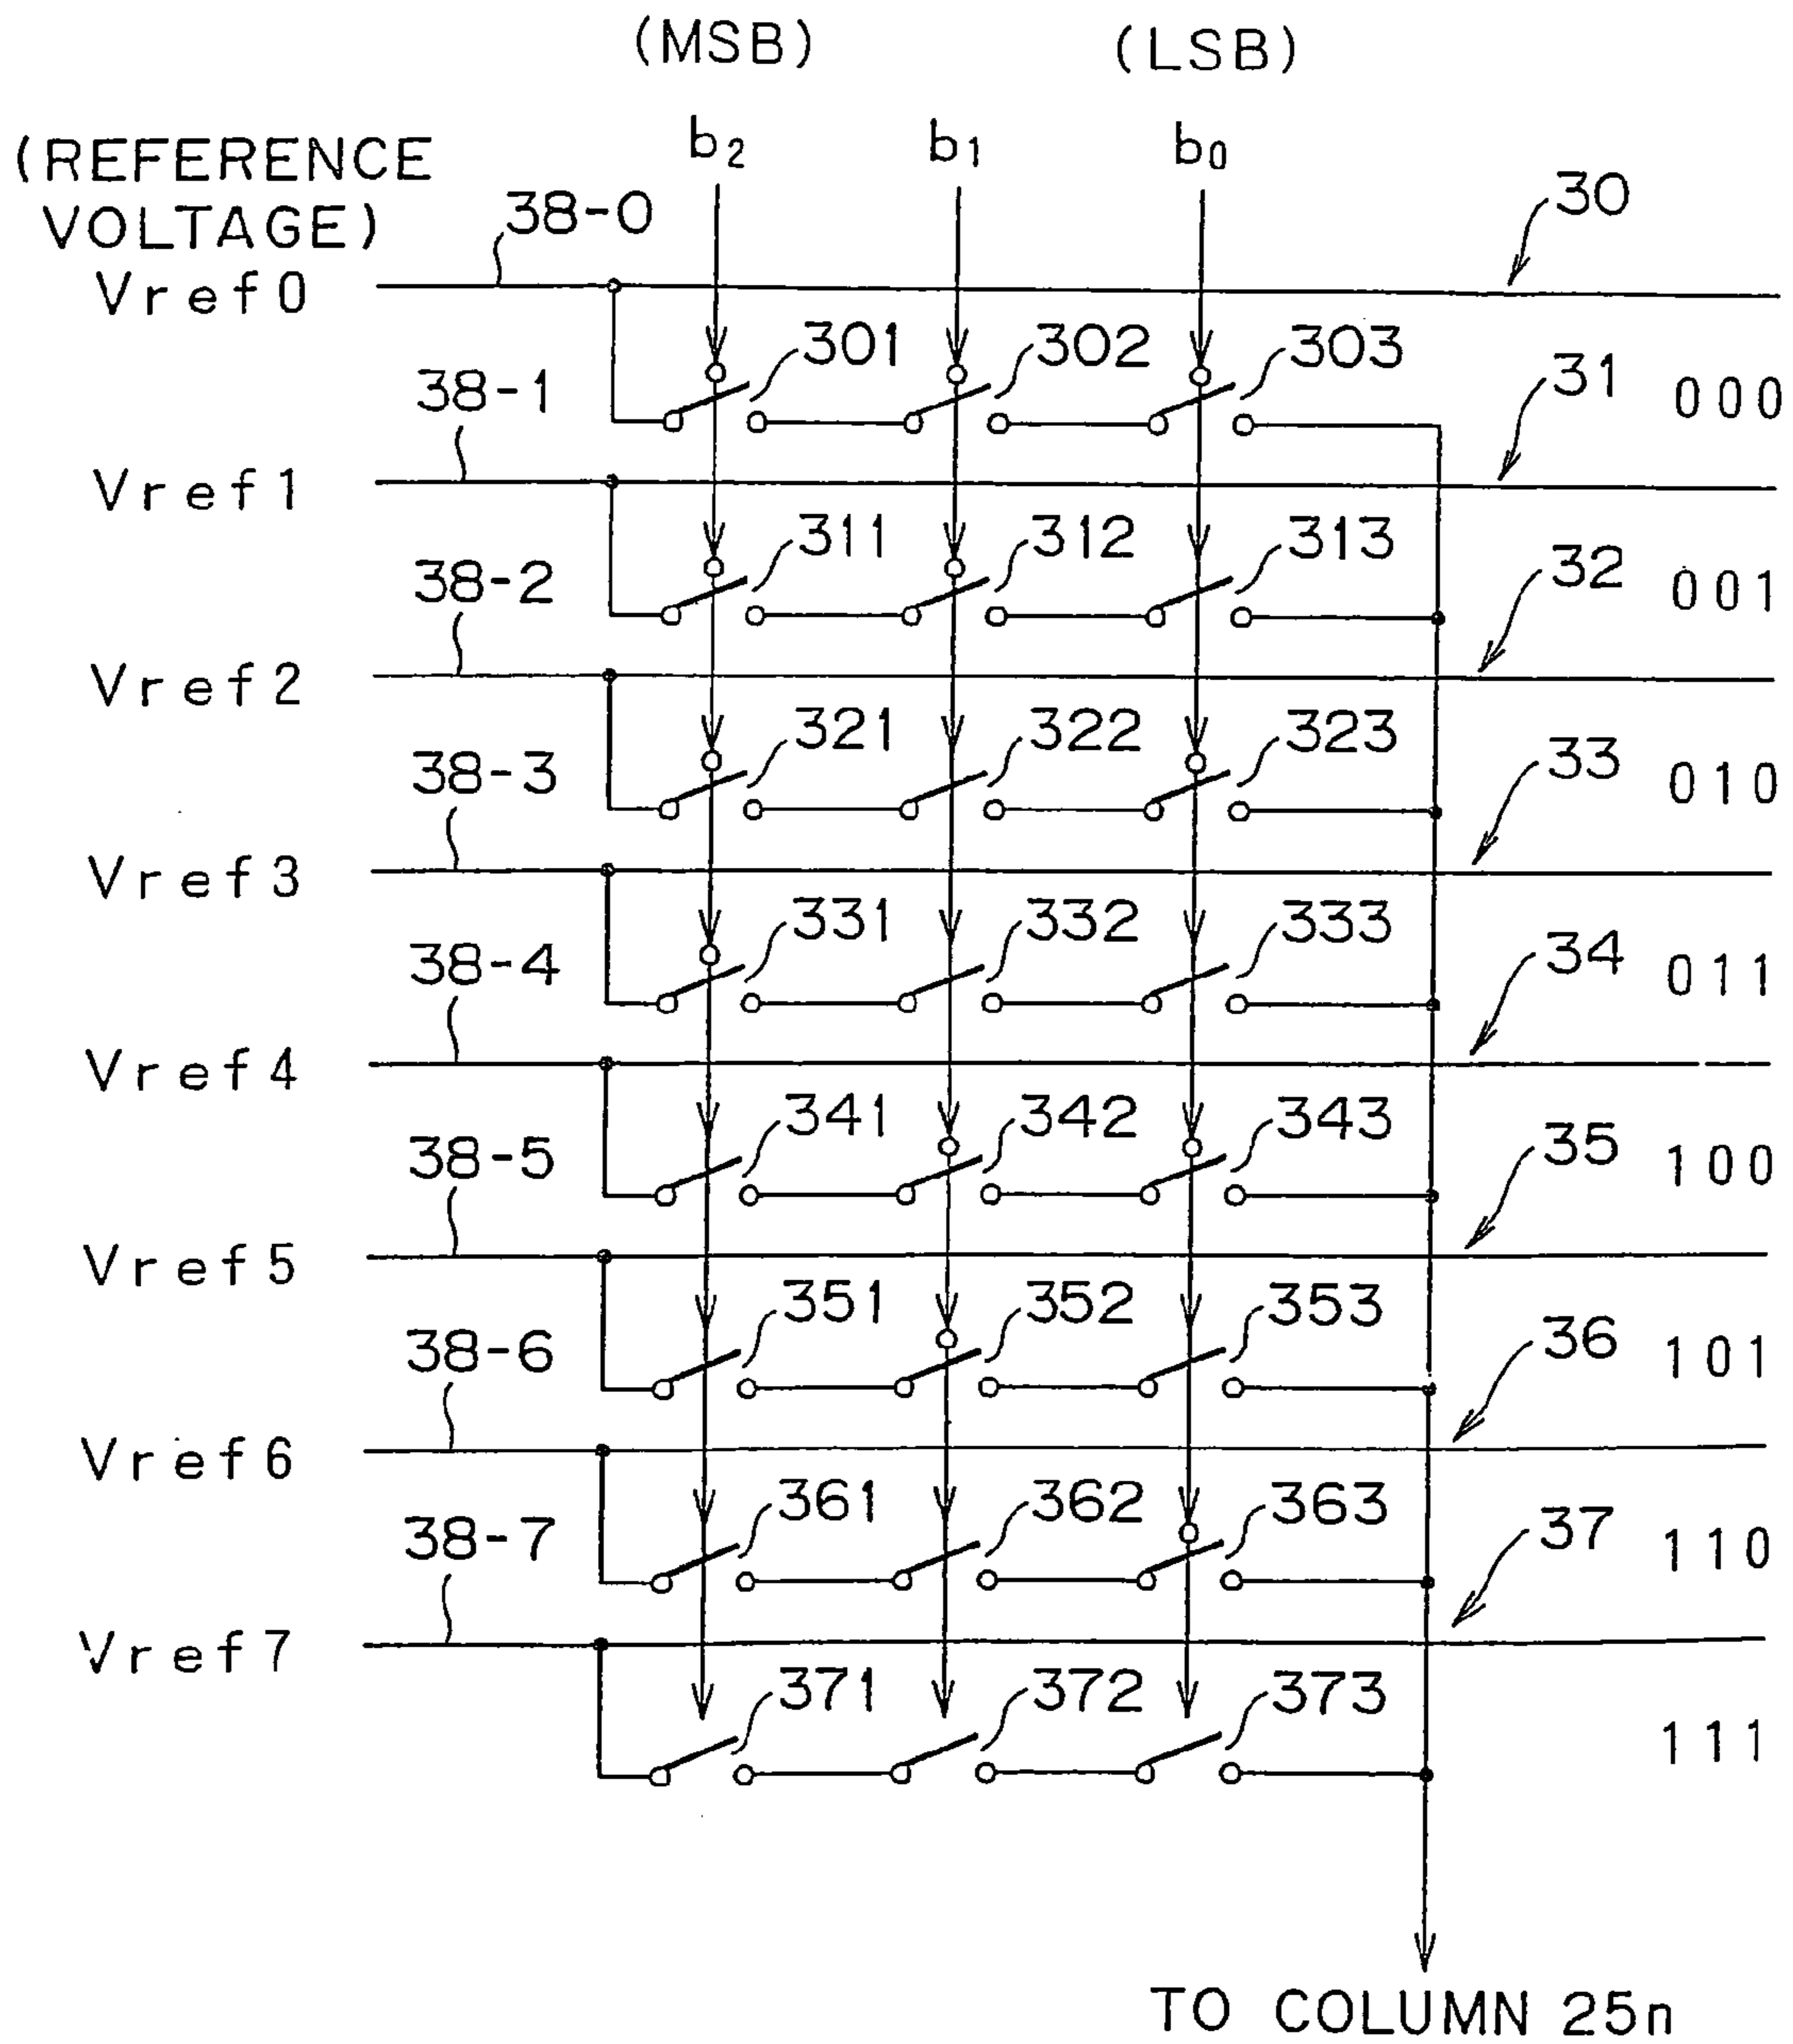 (MSB) (LSB)
(REFERENCE VOLTAGE)
b2 b1 b0
38-0 30
Vref0
301 302 303
38-1 31 000
Vref1
311 312 313
38-2 32 001
Vref2
321 322 323
38-3 33 010
Vref3
331 332 333
38-4 34 011
Vref4
341 342 343
38-5 35 100
Vref5
351 352 353
38-6 36 101
Vref6
361 362 363
38-7 37 110
Vref7
371 372 373
111
TO COLUMN 25n